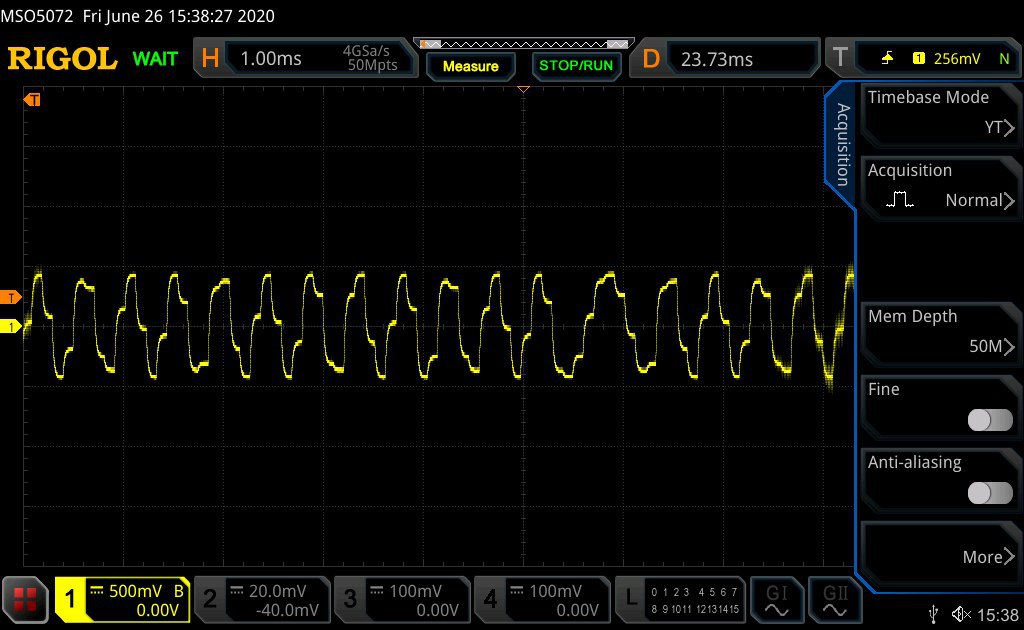 MSO5072 Fri June 26 15:38:27 2020
RIGOL WAIT H 1.00ms 4GSa/s 50Mpts Measure STOP/RUN D 23.73ms T 1 256mV N
T
Acquisition
Timebase Mode
YT
Acquisition
Normal
T
1
Mem Depth
50M
Fine
Anti-aliasing
More
1 500mV B
0.00V
2 20.0mV
-40.0mV
3 100mV
0.00V
4 100mV
0.00V
L 0 1 2 3 4 5 6 7
8 9 10 11 12 13 14 15
GI
GII
15:38